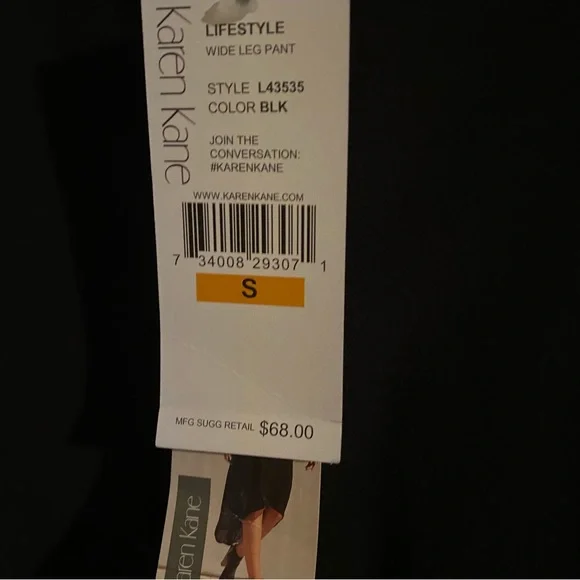 Karen Kane
LIFESTYLE
WIDE LEG PANT
STYLE L43535
COLOR BLK
JOIN THE
CONVERSATION:
#KARENKANE
WWW.KARENKANE.COM
7 34008 29307 1
S
MFG SUGG RETAIL $68.00
aren Kane